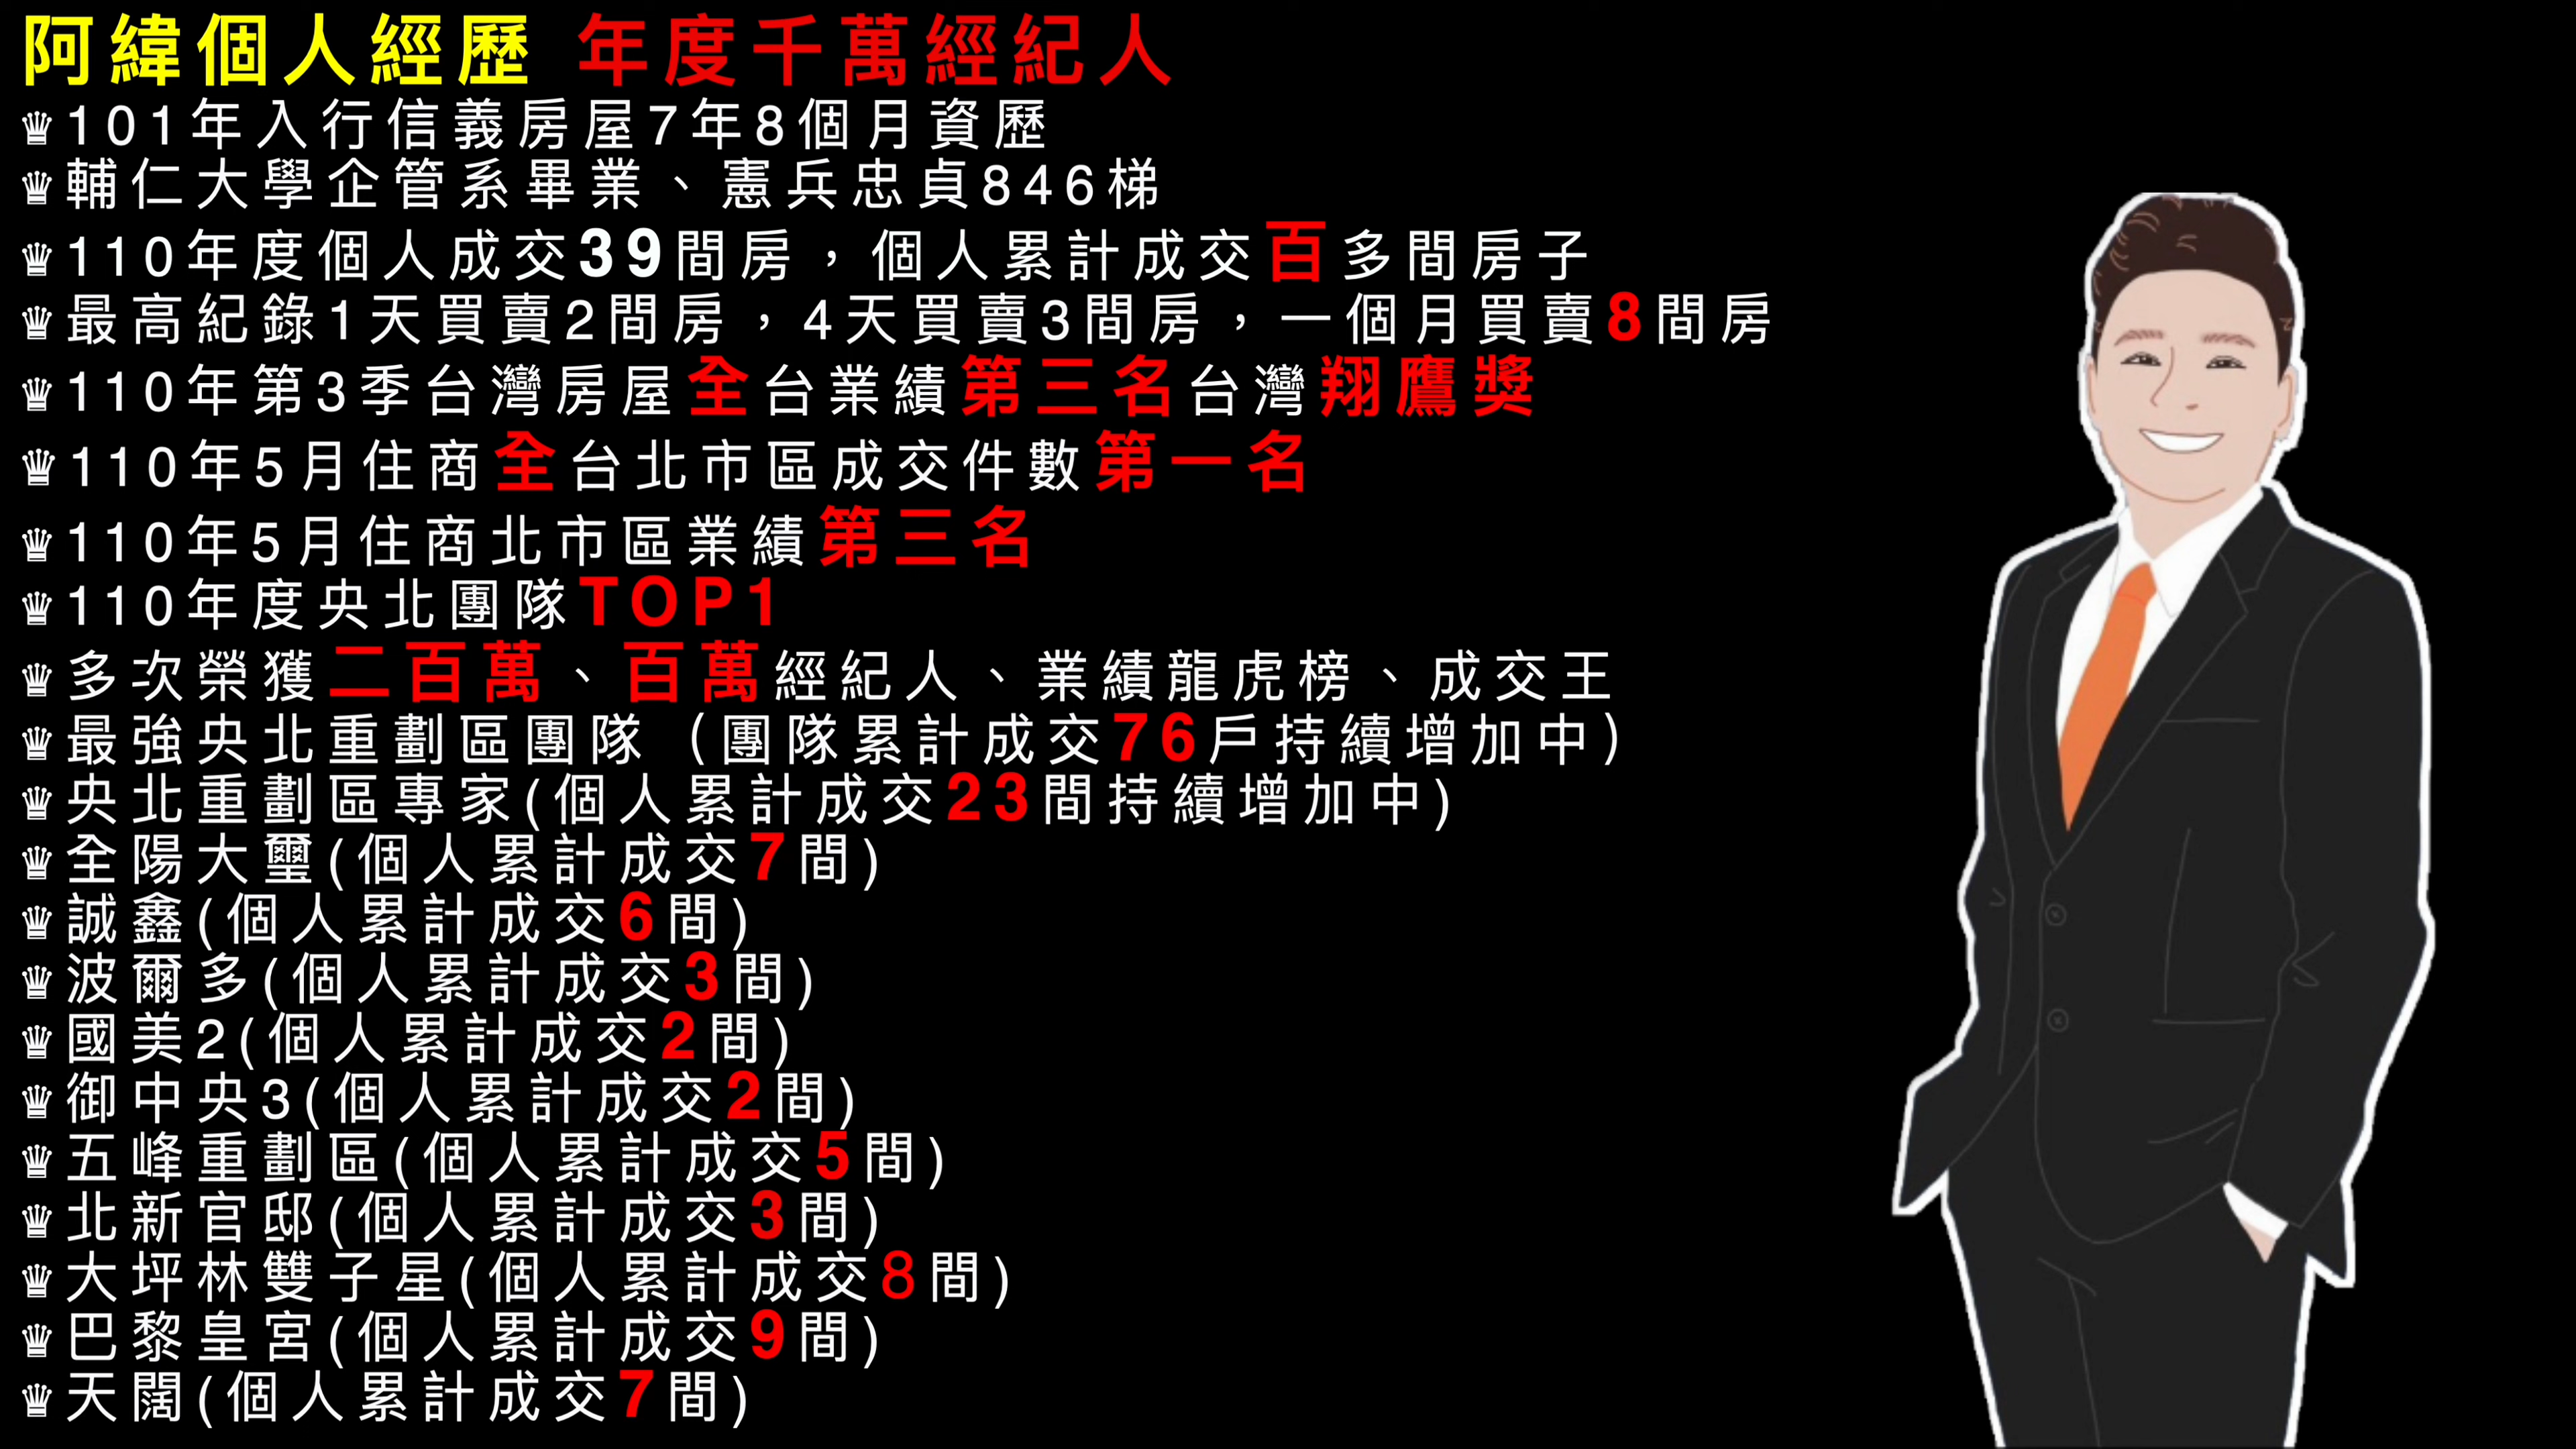 阿緯個人經歷 年度千萬經紀人
♛101年入行信義房屋7年8個月資歷
♛輔仁大學企管系畢業、憲兵忠貞846梯
♛110年度個人成交39間房，個人累計成交百多間房子
♛最高紀錄1天買賣2間房，4天買賣3間房，一個月買賣8間房
♛110年第3季台灣房屋全台業績第三名台灣翔鷹獎
♛110年5月住商全台北市區成交件數第一名
♛110年5月住商北市區業績第三名
♛110年度央北團隊TOP1
♛多次榮獲二百萬、百萬經紀人、業績龍虎榜、成交王
♛最強央北重劃區團隊（團隊累計成交76戶持續增加中）
♛央北重劃區專家(個人累計成交23間持續增加中)
♛全陽大璽(個人累計成交7間)
♛誠鑫(個人累計成交6間)
♛波爾多(個人累計成交3間)
♛國美2(個人累計成交2間)
♛御中央3(個人累計成交2間)
♛五峰重劃區(個人累計成交5間)
♛北新官邸(個人累計成交3間)
♛大坪林雙子星(個人累計成交8間)
♛巴黎皇宮(個人累計成交9間)
♛天闊(個人累計成交7間)